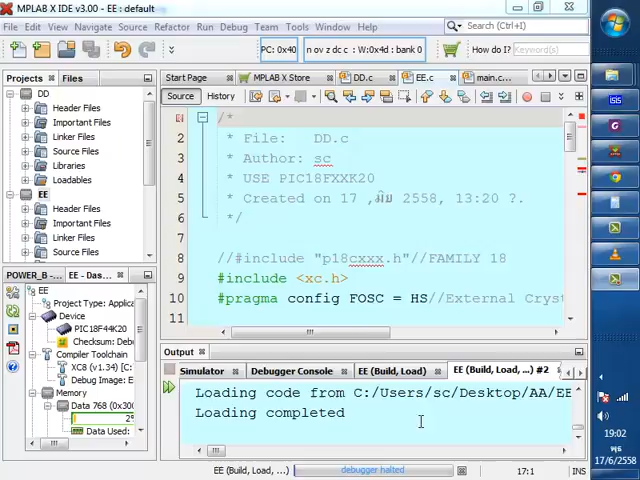 MPLAB X IDE v3.00 - EE : default
File Edit View Navigate Source Refactor Run Debug Team Tools Window Help
Search (Ctrl+I)
PC: 0x40
n ov z dc c : W:0x4d : bank 0
How do I?
Keyword(s)
Projects Files
Start Page
MPLAB X Store
DD.c
EE.c
main.c...
Source History
DD
Header Files
Important Files
Linker Files
Source Files
Libraries
Loadables
EE
Header Files
Important Files
Linker Files
Source Files
/*
2 * File: DD.c
3 * Author: sc
4 * USE PIC18FXXK20
5 * Created on 17 ,
2558, 13:20 ?.
6 */
7
8 //#include "p18cxxx.h"//FAMILY 18
9 #include <xc.h>
10 #pragma config FOSC = HS//External Cryst
11
POWER_B
EE - Das...
EE
Project Type: Applica
Device
PIC18F44K20
Checksum: Debu
Compiler Toolchain
XC8 (v1.34) [C:
Debug Image: E
Memory
Data 768 (0x300
2
Data Used:
Output
Simulator
Debugger Console
EE (Build, Load)
EE (Build, Load, ...) #2
Loading code from C:/Users/sc/Desktop/AA/EE
Loading completed
EE (Build, Load, ...)
debugger halted
17:1
INS
isis
19:02
17/6/2558